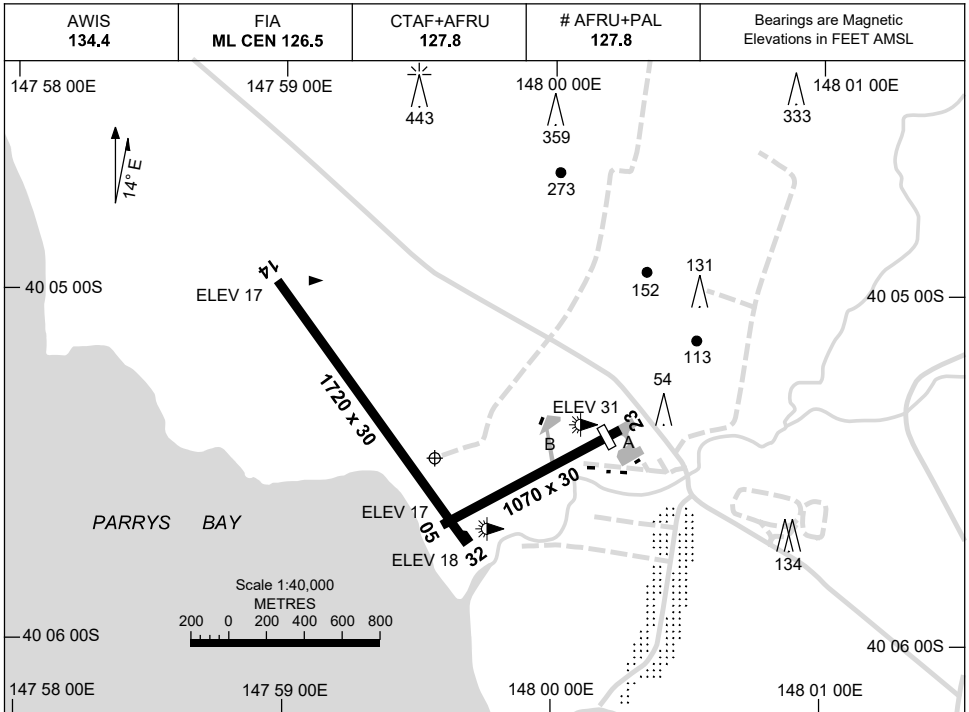 AWIS
134.4
FIA
ML CEN 126.5
CTAF+AFRU
127.8
# AFRU+PAL
127.8
Bearings are Magnetic
Elevations in FEET AMSL
147 58 00E
147 59 00E
148 00 00E
148 01 00E
443
359
333
14° E
273
14
ELEV 17
40 05 00S
152
131
40 05 00S
113
1720 x 30
54
ELEV 31
23
B
A
1070 x 30
PARRYS BAY
ELEV 17
05
ELEV 18
32
134
Scale 1:40,000
METRES
200 0 200 400 600 800
40 06 00S
40 06 00S
147 58 00E
147 59 00E
148 00 00E
148 01 00E